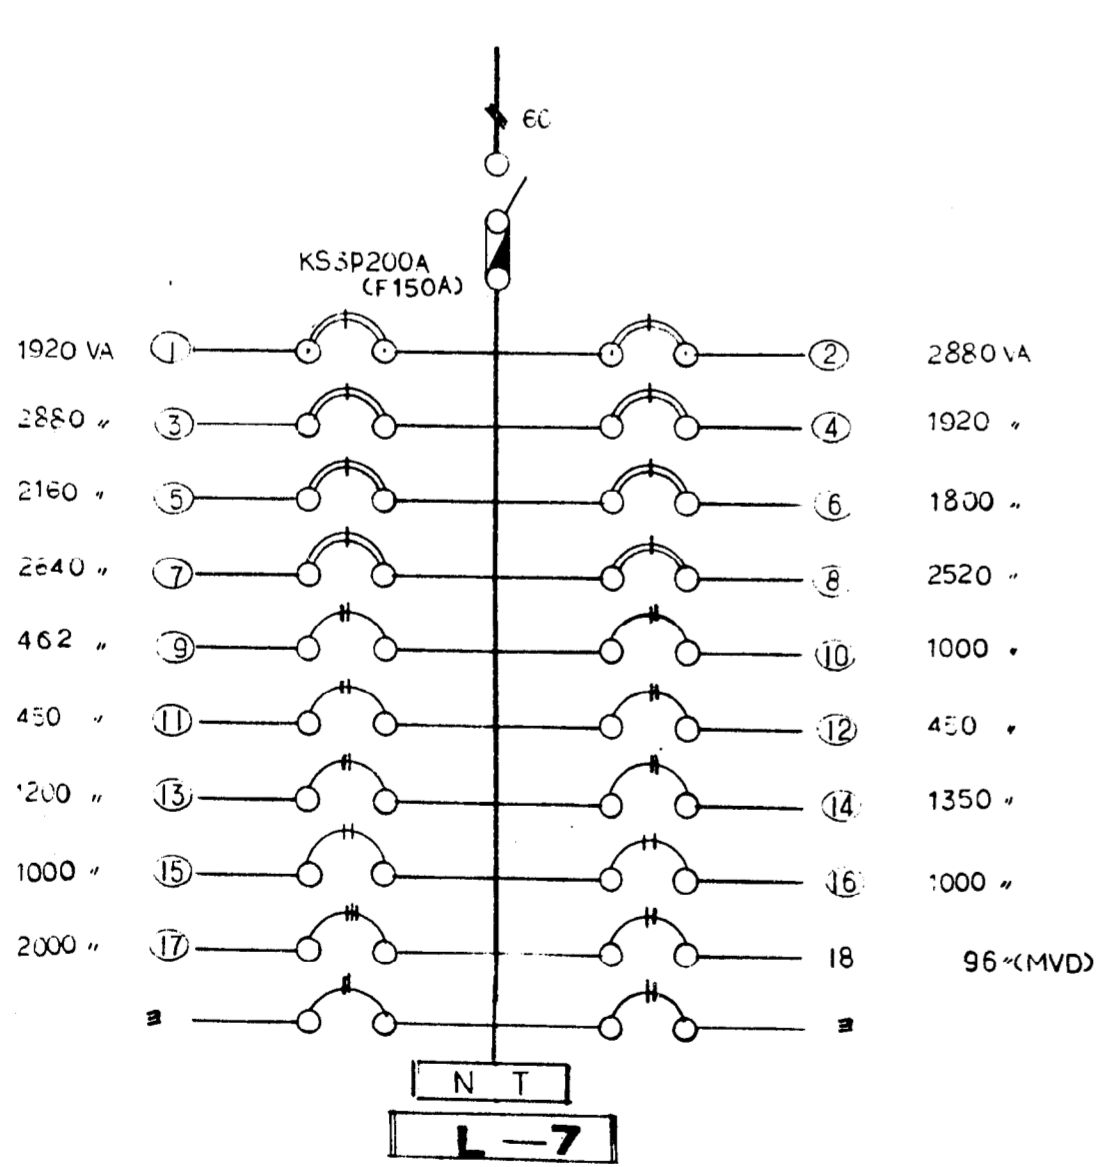 60
KS3P200A
(F150A)
1920 VA 1 2 2880 VA
2880 〃 3 4 1920 〃
2160 〃 5 6 1800 〃
2640 〃 7 8 2520 〃
462 〃 9 10 1000 〃
450 〃 11 12 450 〃
1200 〃 13 14 1350 〃
1000 〃 15 16 1000 〃
2000 〃 17 18 96〃(MVD)
N T
L-7